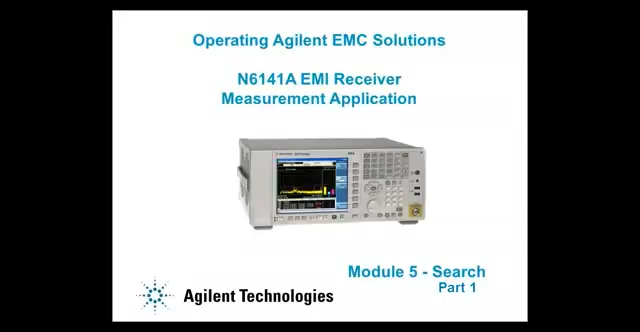 Operating Agilent EMC Solutions
N6141A EMI Receiver
Measurement Application
Module 5 - Search
Part 1
Agilent Technologies